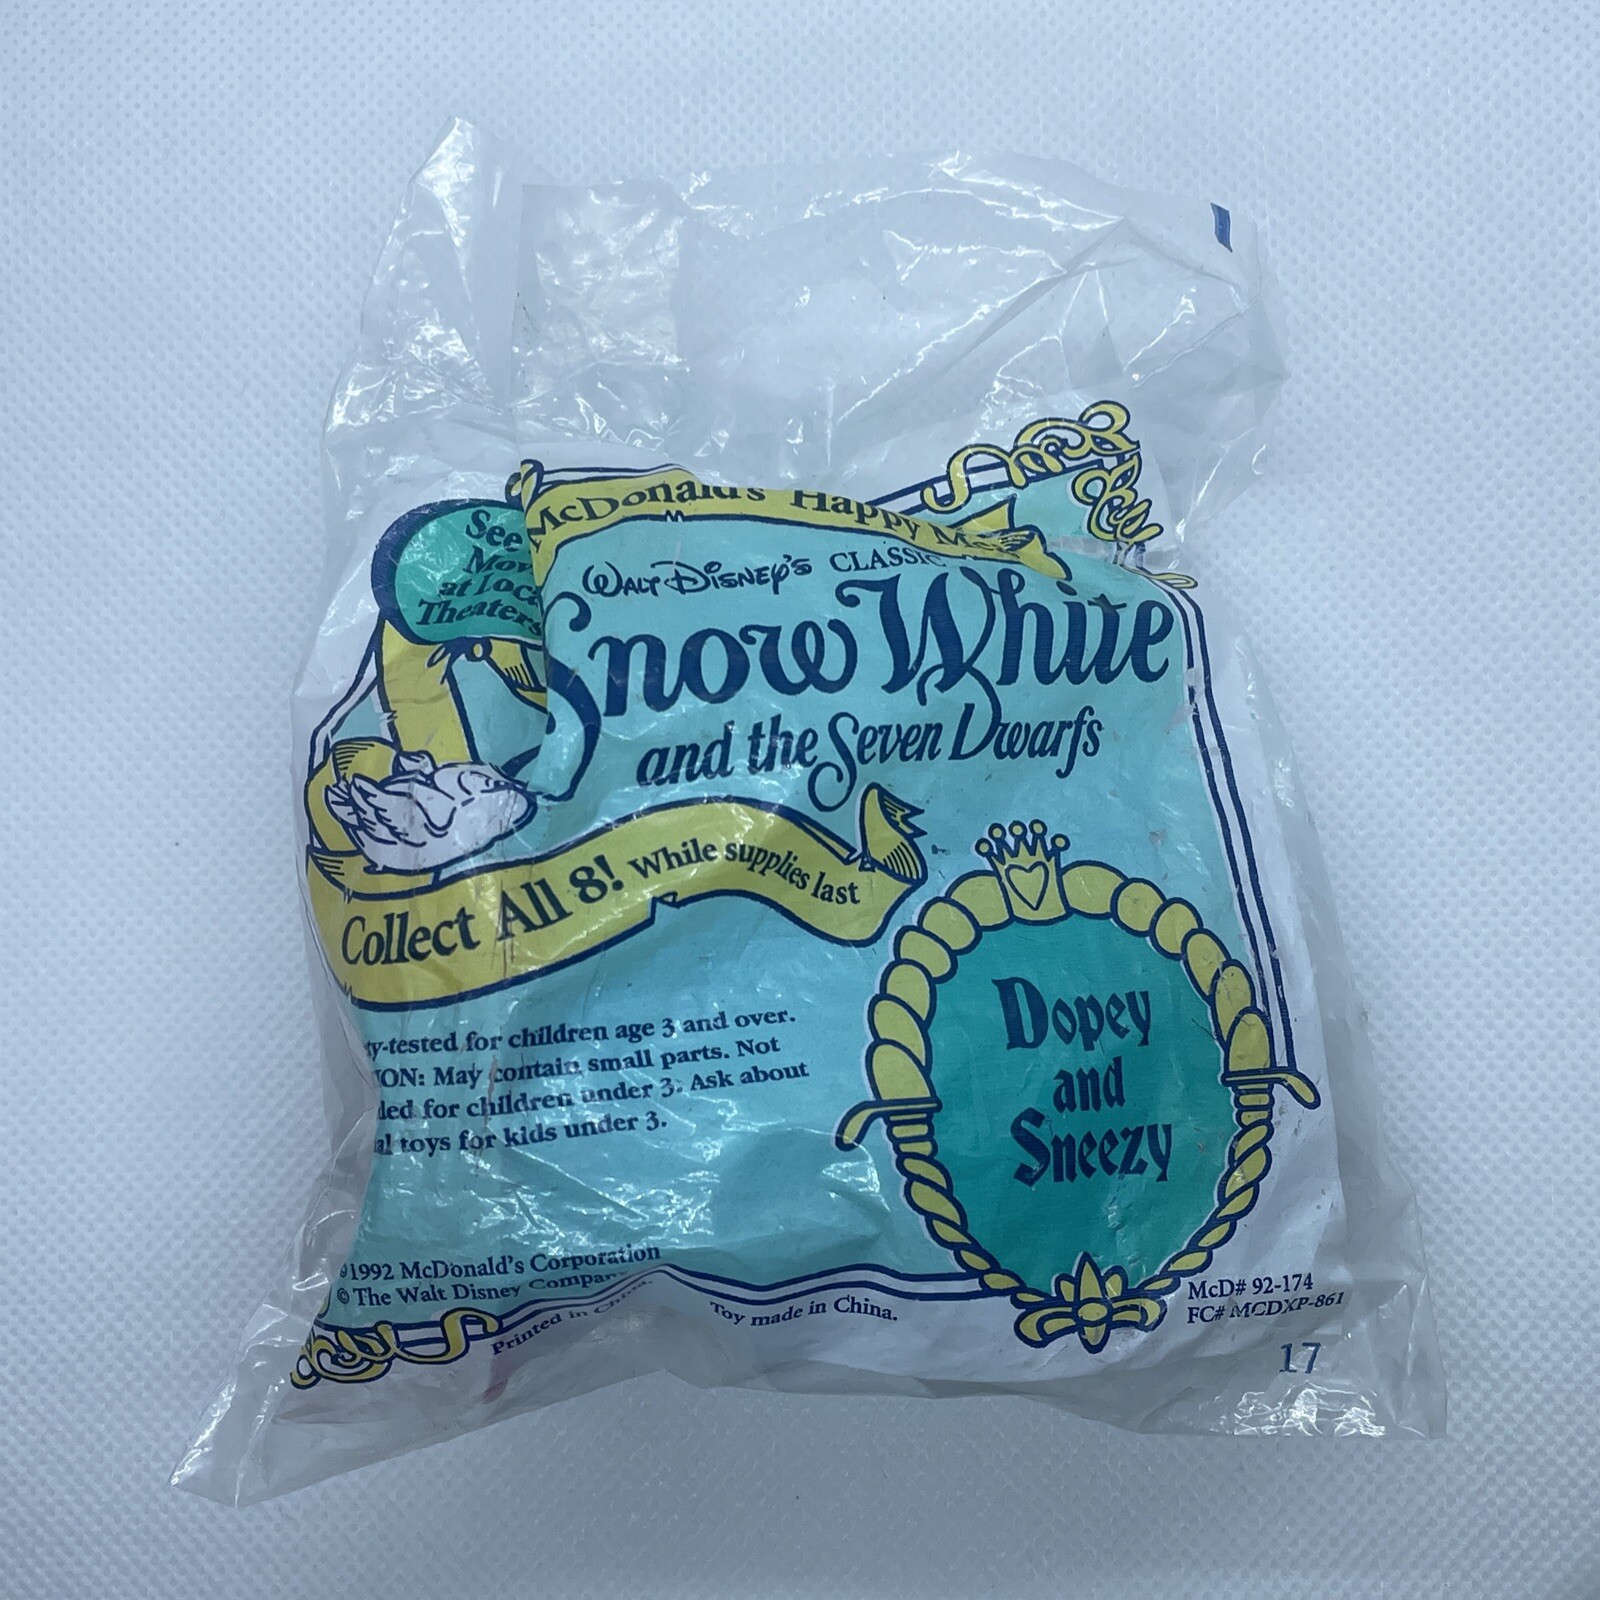 McDonald's Happy Me
See
Mov
at Loca
Theaters
WALT DISNEY'S CLASSIC
Snow White
and the Seven Dwarfs
Collect All 8! While supplies last
Dopey
and
Sneezy
ty-tested for children age 3 and over.
ION: May contain small parts. Not
ded for children under 3. Ask about
al toys for kids under 3.
©1992 McDonald's Corporation
© The Walt Disney Company
Printed in China.
Toy made in China.
McD# 92-174
FC# MCDXP-861
17